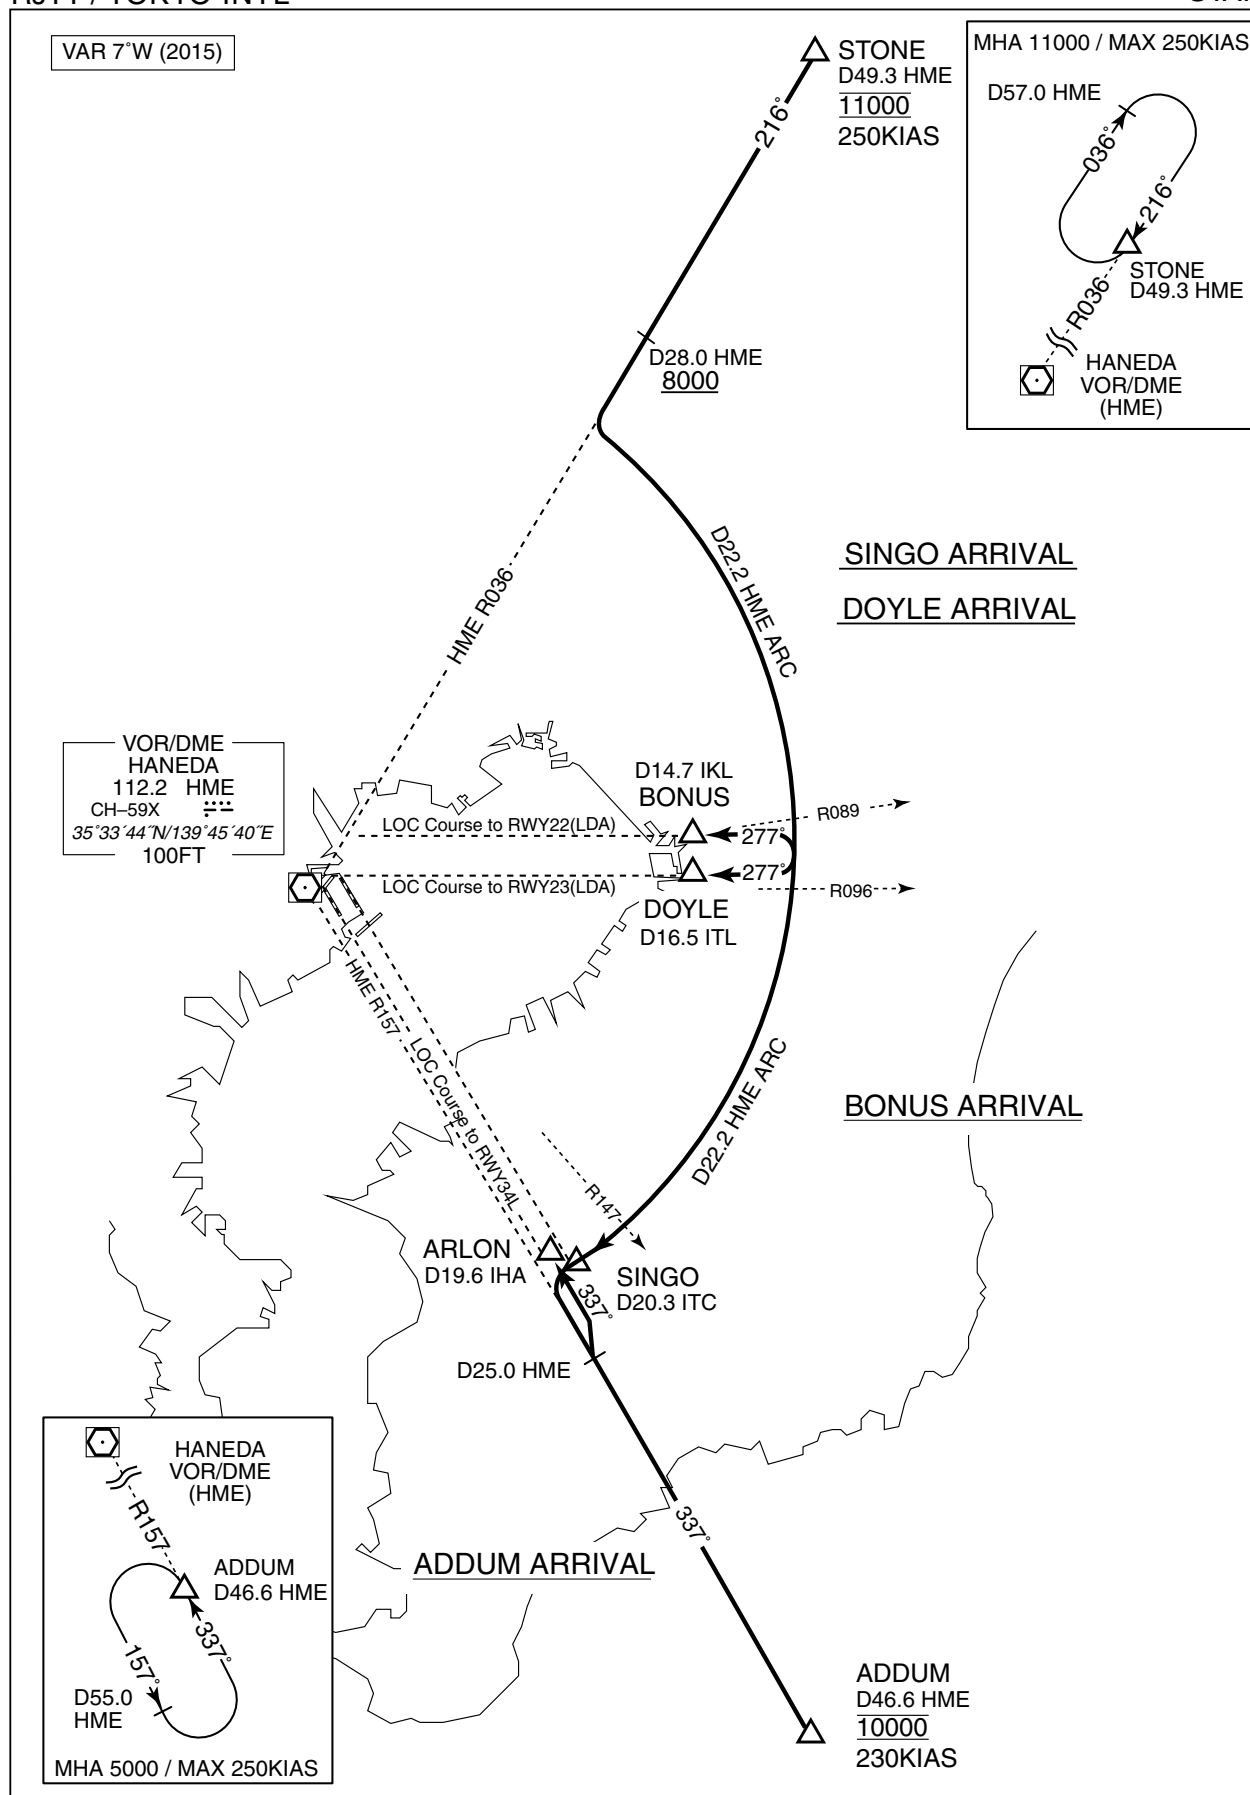 RJTT / TOKYO INTL
VAR 7˚W (2015)
STONE
D49.3 HME
11000
250KIAS
216˚
MHA 11000 / MAX 250KIAS
D57.0 HME
036˚
216˚
STONE
D49.3 HME
R036
HANEDA
VOR/DME
(HME)
D28.0 HME
8000
D22.2 HME ARC
SINGO ARRIVAL
DOYLE ARRIVAL
HME R036
VOR/DME
HANEDA
112.2 HME
CH–59X
35˚33´44˝N/139˚45´40˝E
100FT
D14.7 IKL
BONUS
R089
LOC Course to RWY22(LDA)
277˚
277˚
LOC Course to RWY23(LDA)
R096
DOYLE
D16.5 ITL
HME R157
LOC Course to RWY34L
D22.2 HME ARC
BONUS ARRIVAL
R147
ARLON
D19.6 IHA
SINGO
D20.3 ITC
337˚
D25.0 HME
HANEDA
VOR/DME
(HME)
R157
ADDUM
D46.6 HME
337˚
157˚
D55.0
HME
MHA 5000 / MAX 250KIAS
337˚
ADDUM ARRIVAL
ADDUM
D46.6 HME
10000
230KIAS